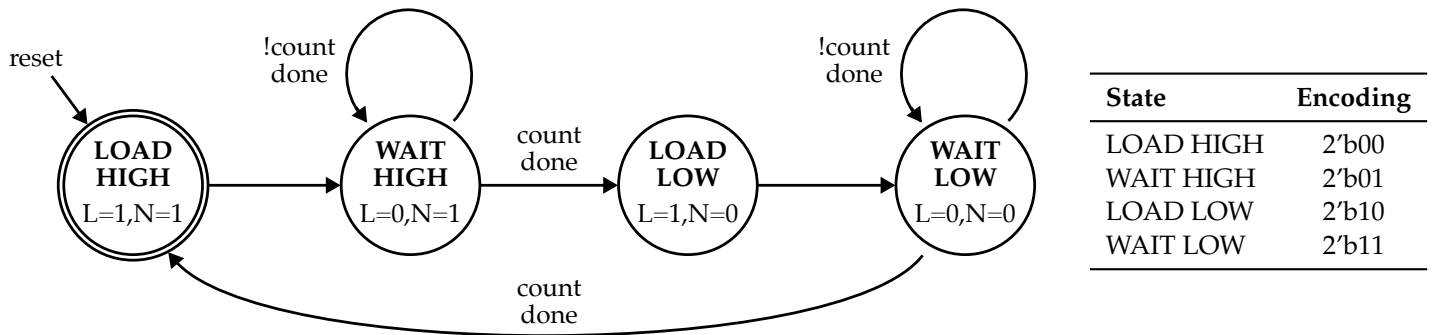 reset
!count
done
!count
done
LOAD
HIGH
L=1,N=1
WAIT
HIGH
L=0,N=1
count
done
LOAD
LOW
L=1,N=0
WAIT
LOW
L=0,N=0
count
done
State Encoding
LOAD HIGH 2'b00
WAIT HIGH 2'b01
LOAD LOW 2'b10
WAIT LOW 2'b11